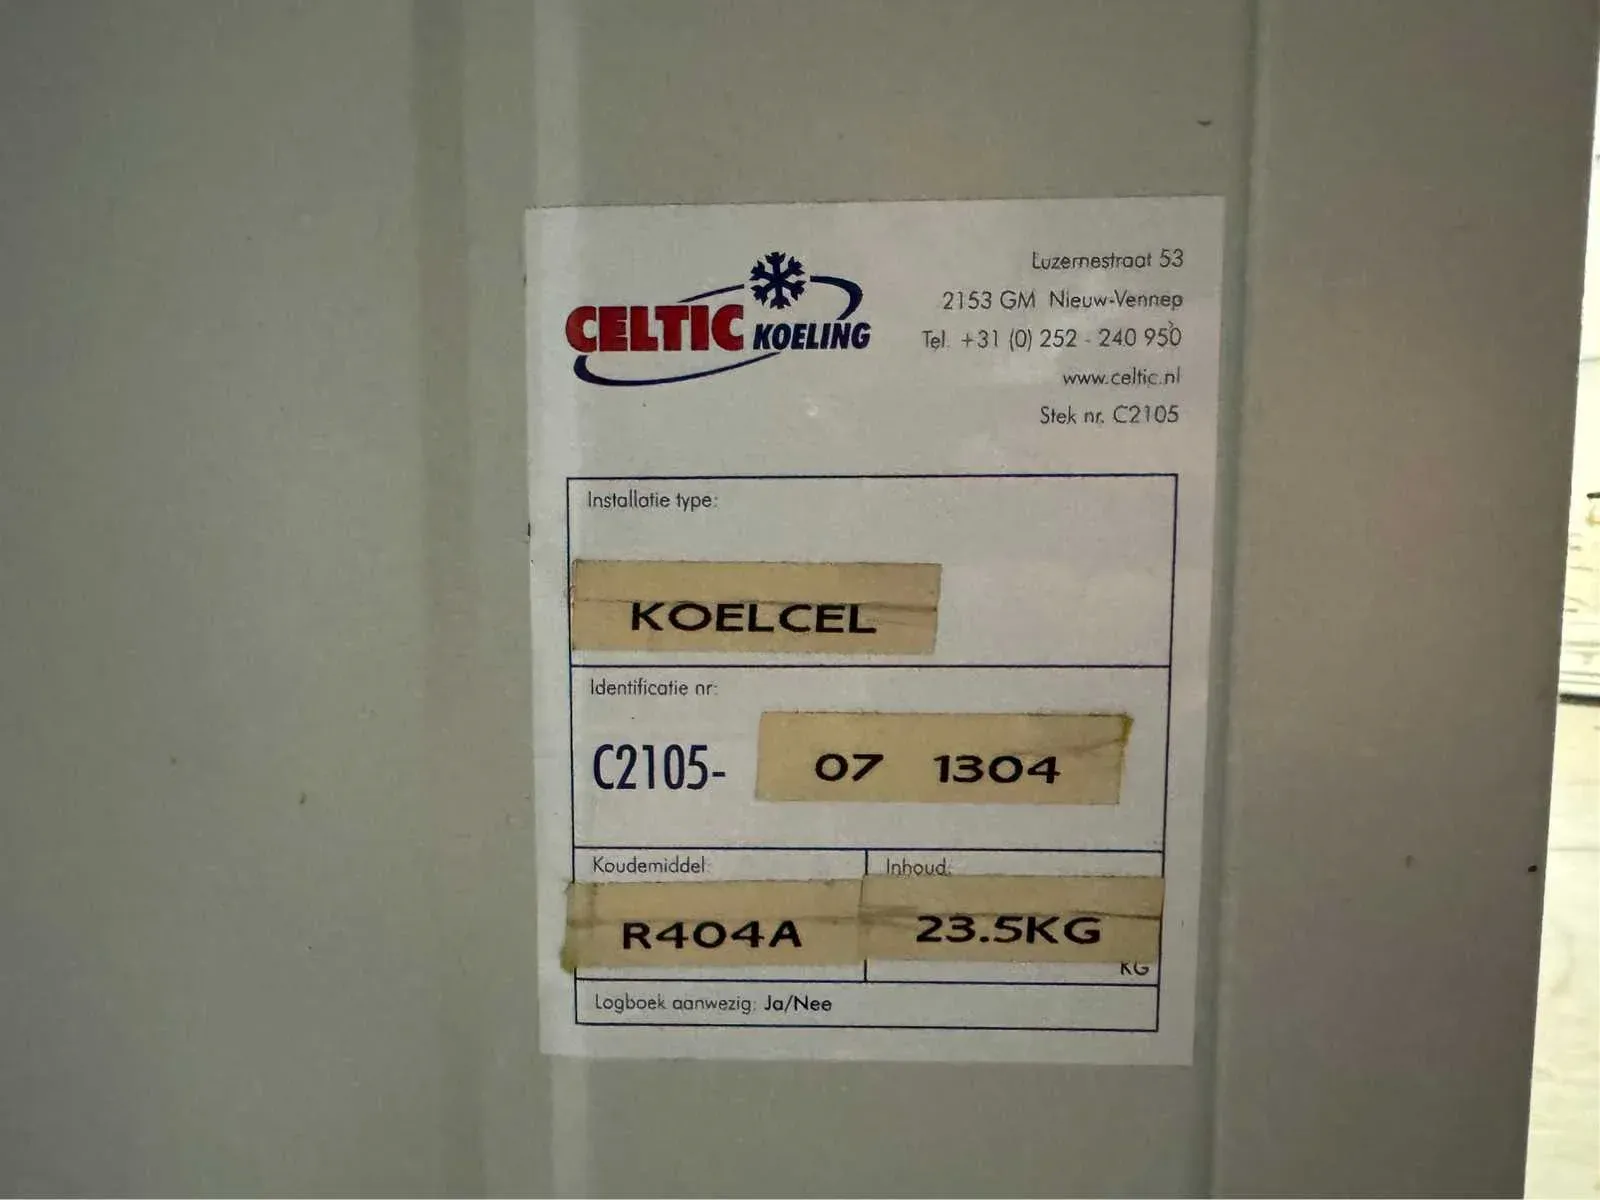 CELTIC KOELING
Luzernestraat 53
2153 GM Nieuw-Vennep
Tel. +31 (0) 252 - 240 950
www.celtic.nl
Stek nr. C2105
Installatie type:
KOELCEL
Identificatie nr:
C2105- 07 1304
Koudemiddel: Inhoud:
R404A 23.5KG
KG
Logboek aanwezig: Ja/Nee